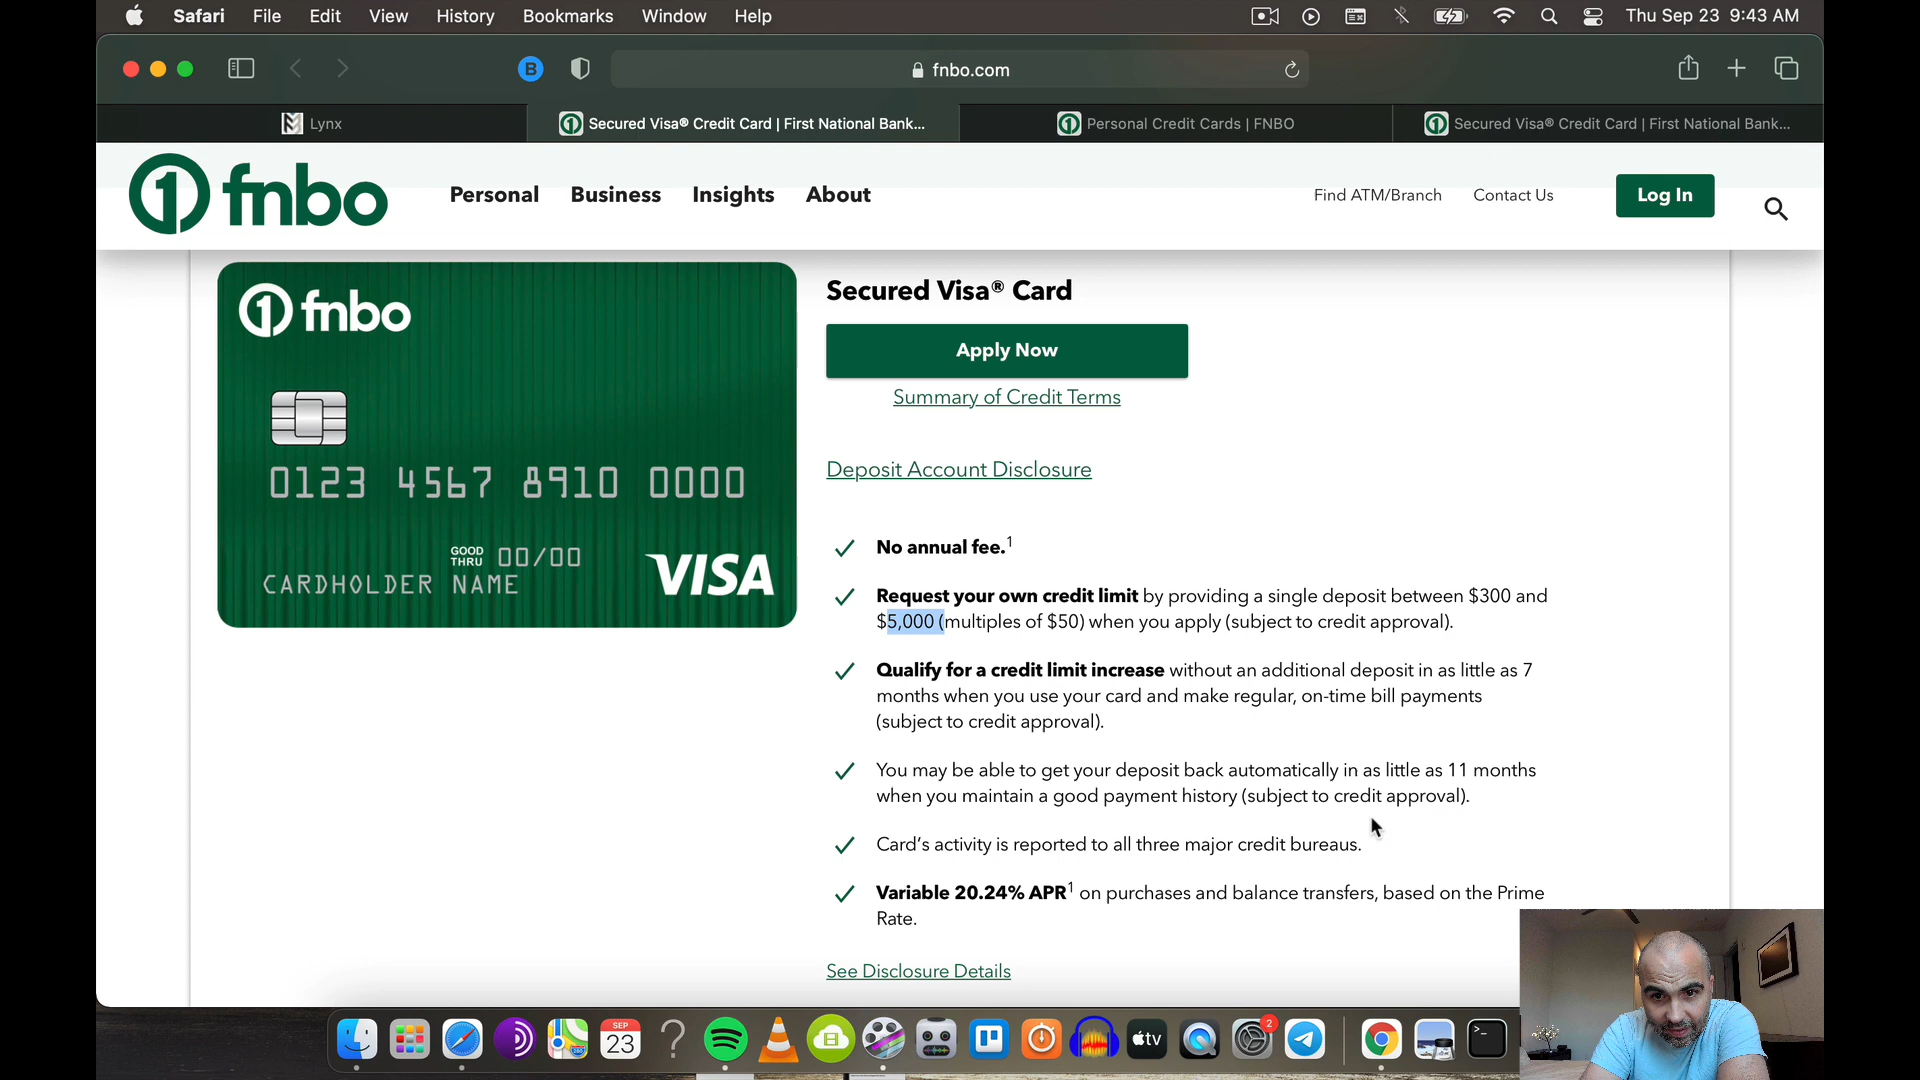 Safari File Edit View History Bookmarks Window Help Thu Sep 23 9:43 AM
B fnbo.com
Lynx Secured Visa® Credit Card | First National Bank... Personal Credit Cards | FNBO Secured Visa® Credit Card | First National Bank...
fnbo Personal Business Insights About Find ATM/Branch Contact Us Log In
fnbo
0123 4567 8910 0000
GOOD THRU 00/00
CARDHOLDER NAME
VISA
Secured Visa® Card
Apply Now
Summary of Credit Terms
Deposit Account Disclosure
No annual fee.1
Request your own credit limit by providing a single deposit between $300 and
$5,000 (multiples of $50) when you apply (subject to credit approval).
Qualify for a credit limit increase without an additional deposit in as little as 7
months when you use your card and make regular, on-time bill payments
(subject to credit approval).
You may be able to get your deposit back automatically in as little as 11 months
when you maintain a good payment history (subject to credit approval).
Card's activity is reported to all three major credit bureaus.
Variable 20.24% APR1 on purchases and balance transfers, based on the Prime
Rate.
See Disclosure Details
SEP
23
?
tv
2
>_